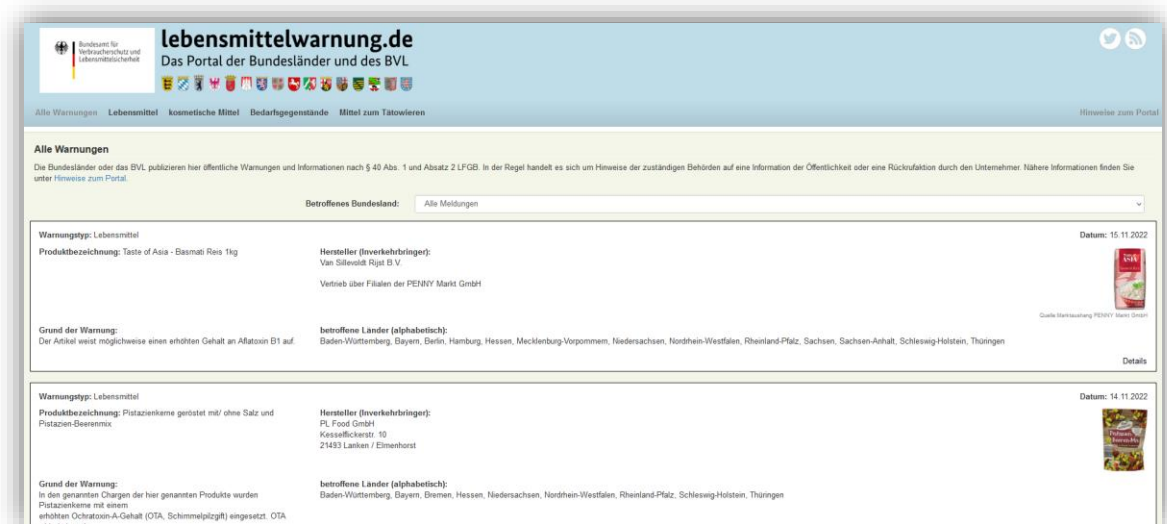 Bundesamt für
Verbraucherschutz und
Lebensmittelsicherheit
lebensmittelwarnung.de
Das Portal der Bundesländer und des BVL
Alle Warnungen Lebensmittel kosmetische Mittel Bedarfsgegenstände Mittel zum Tätowieren Hinweise zum Portal
Alle Warnungen
Die Bundesländer oder das BVL publizieren hier öffentliche Warnungen und Informationen nach § 40 Abs. 1 und Absatz 2 LFGB. In der Regel handelt es sich um Hinweise der zuständigen Behörden auf eine Information der Öffentlichkeit oder eine Rückrufaktion durch den Unternehmer. Nähere Informationen finden Sie
unter Hinweise zum Portal.
Betroffenes Bundesland: Alle Meldungen
Warnungstyp: Lebensmittel Datum: 15.11.2022
Produktbezeichnung: Taste of Asia - Basmati Reis 1kg Hersteller (Inverkehrbringer):
Van Sillevoldt Rijst B.V.
Vertrieb über Filialen der PENNY Markt GmbH
ASIA
Grund der Warnung: betroffene Länder (alphabetisch):
Der Artikel weist möglichweise einen erhöhten Gehalt an Aflatoxin B1 auf. Baden-Württemberg, Bayern, Berlin, Hamburg, Hessen, Mecklenburg-Vorpommern, Niedersachsen, Nordrhein-Westfalen, Rheinland-Pfalz, Sachsen, Sachsen-Anhalt, Schleswig-Holstein, Thüringen
Details
Warnungstyp: Lebensmittel Datum: 14.11.2022
Produktbezeichnung: Pistazienkerne geröstet mit/ ohne Salz und Hersteller (Inverkehrbringer):
Pistazien-Beerenmix PL Food GmbH
Kesselflickerstr. 10
21493 Lanken / Elmenhorst
Grund der Warnung: betroffene Länder (alphabetisch):
In den genannten Chargen der hier genannten Produkte wurden Baden-Württemberg, Bayern, Bremen, Hessen, Niedersachsen, Nordrhein-Westfalen, Rheinland-Pfalz, Schleswig-Holstein, Thüringen
Pistazienkerne mit einem
erhöhten Ochratoxin-A-Gehalt (OTA, Schimmelpilzgift) eingesetzt. OTA